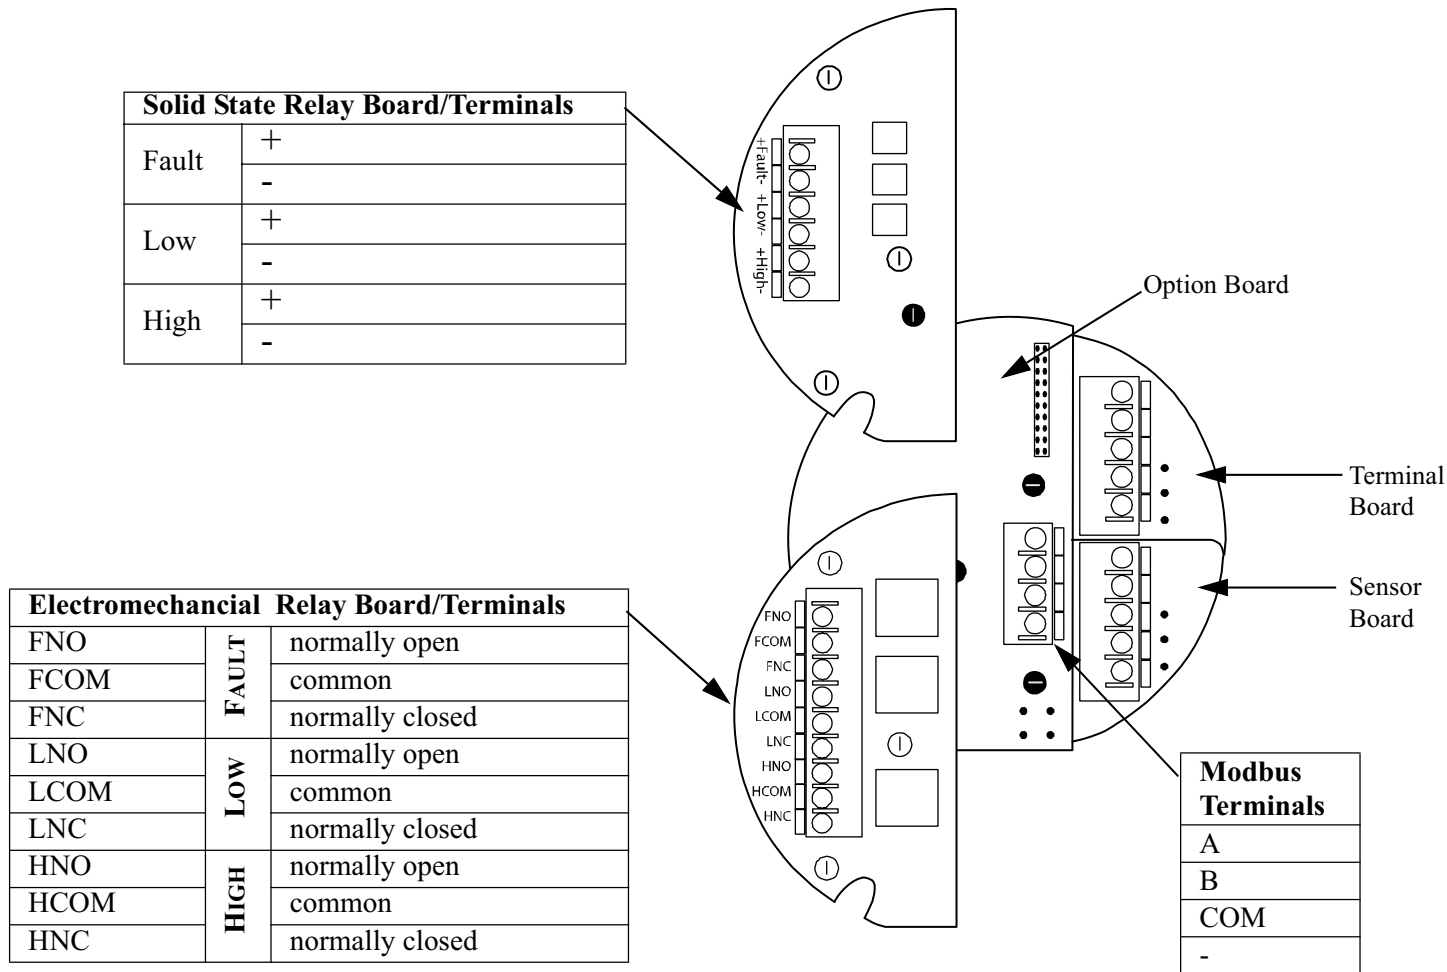 Solid State Relay Board/Terminals
Fault
+
-
Low
+
-
High
+
-
+Fault-
+Low-
+High-
Option Board
Terminal
Board
Sensor
Board
Electromechancial Relay Board/Terminals
FAULT
FNO normally open
FCOM common
FNC normally closed
LOW
LNO normally open
LCOM common
LNC normally closed
HIGH
HNO normally open
HCOM common
HNC normally closed
FNO
FCOM
FNC
LNO
LCOM
LNC
HNO
HCOM
HNC
Modbus
Terminals
A
B
COM
-